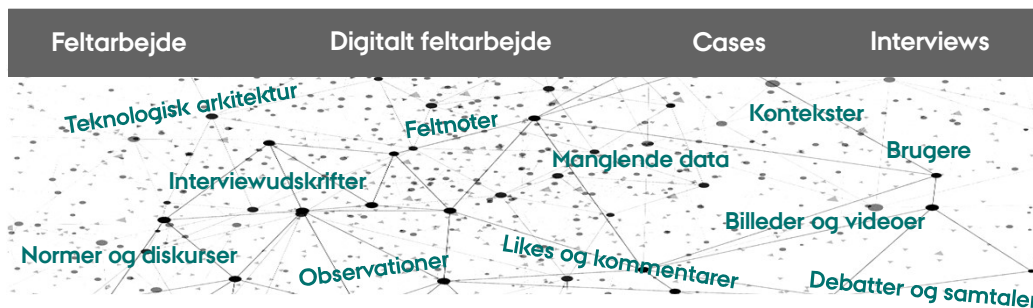 Feltarbejde
Digitalt feltarbejde
Cases
Interviews
Teknologisk arkitektur
Feltnoter
Kontekster
Manglende data
Brugere
Interviewudskrifter
Billeder og videoer
Normer og diskurser
Observationer
Likes og kommentarer
Debatter og samtaler